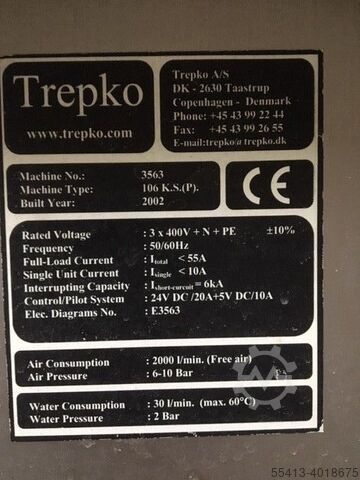 Trepko
www.trepko.com
Trepko A/S
DK - 2630 Taastrup
Copenhagen - Denmark
Phone: +45 43 99 22 44
Fax: +45 43 99 26 55
E-mail:trepko@trepko.dk
Machine No.: 3563
Machine Type: 106 K.S.(P).
Built Year: 2002
CE
Rated Voltage : 3 x 400V + N + PE ±10%
Frequency : 50/60Hz
Full-Load Current : Itotal < 55A
Single Unit Current : Isingle < 10A
Interrupting Capacity : Ishort-curcuit = 6kA
Control/Pilot System : 24V DC /20A+5V DC/10A
Elec. Diagrams No. : E3563
Air Consumption : 2000 l/min. (Free air)
Air Pressure : 6-10 Bar
Water Consumption : 30 l/min. (max. 60°C)
Water Pressure : 2 Bar
55413-4018675